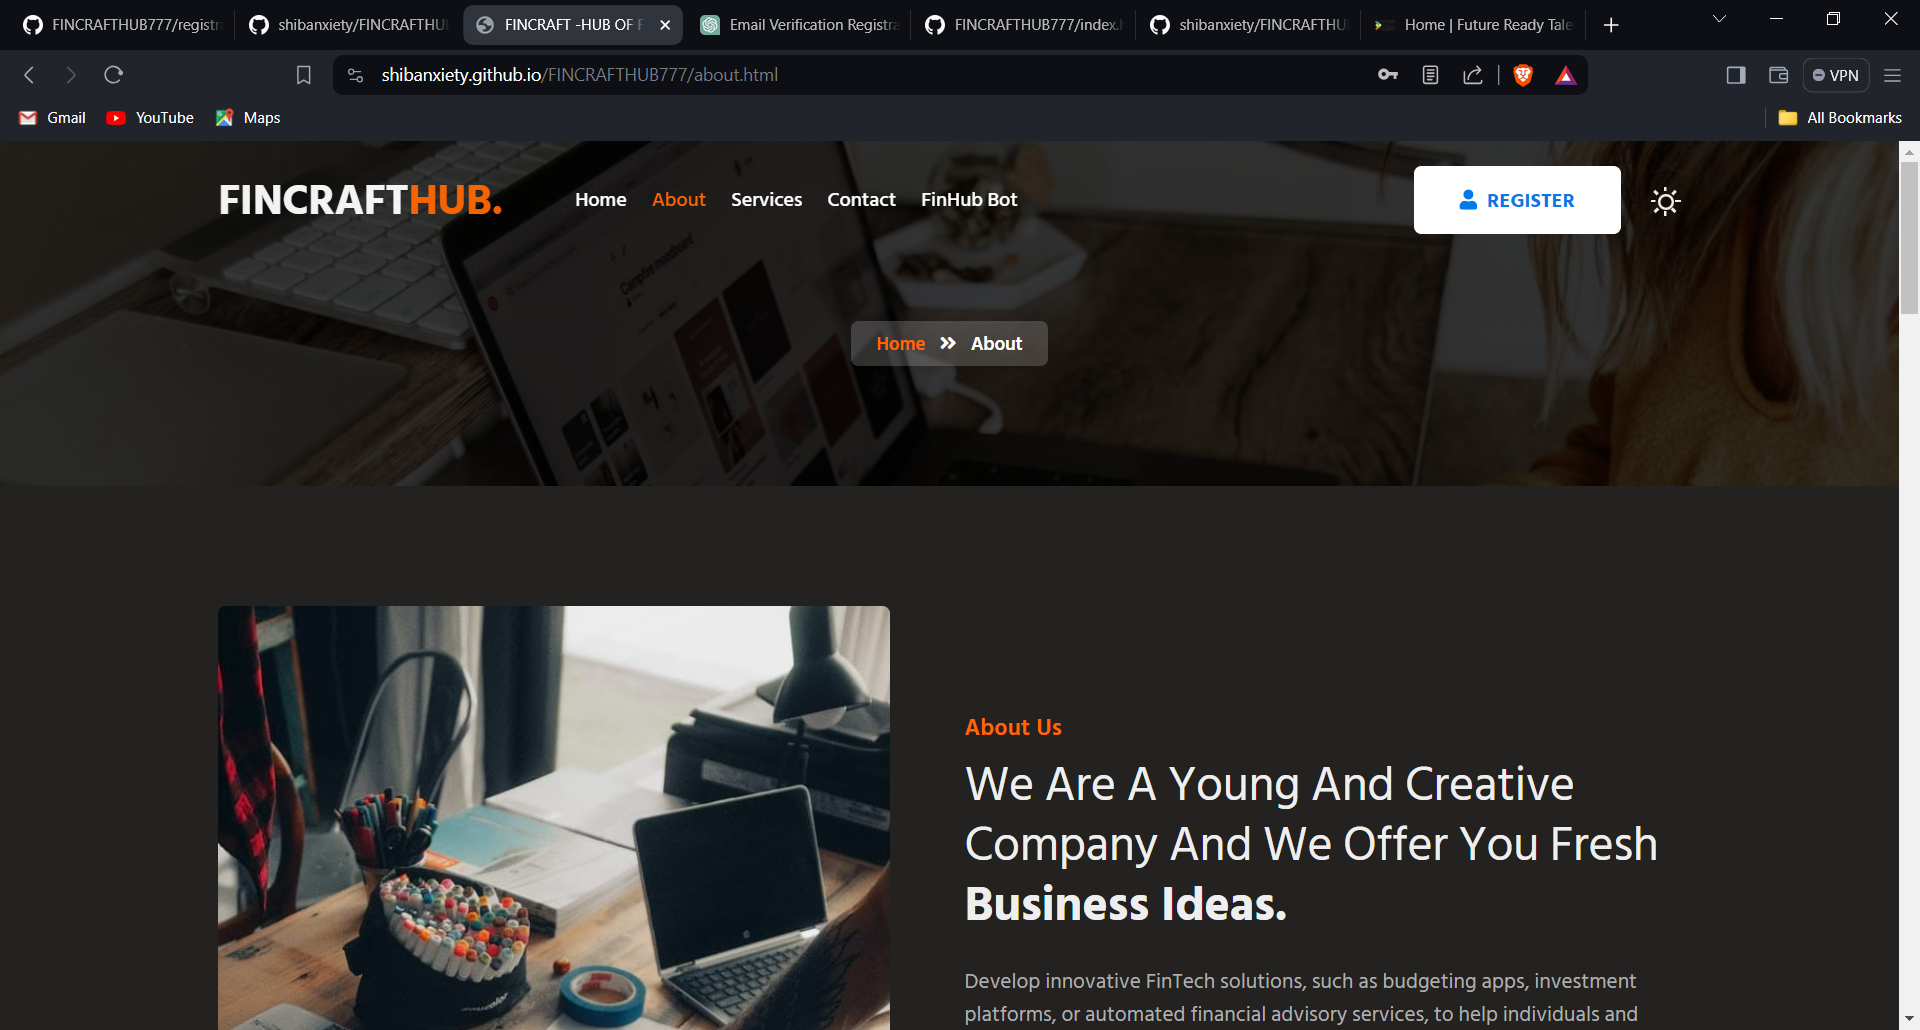 FINCRAFTHUB777/registr
shibanxiety/FINCRAFTHU
FINCRAFT -HUB OF F
Email Verification Registra
FINCRAFTHUB777/index.h
shibanxiety/FINCRAFTHU
Home | Future Ready Tale
shibanxiety.github.io/FINCRAFTHUB777/about.html
VPN
Gmail
YouTube
Maps
All Bookmarks
FINCRAFTHUB.
Home
About
Services
Contact
FinHub Bot
REGISTER
Campfire moodboard
Home » About
About Us
We Are A Young And Creative
Company And We Offer You Fresh
Business Ideas.
Develop innovative FinTech solutions, such as budgeting apps, investment
platforms, or automated financial advisory services, to help individuals and